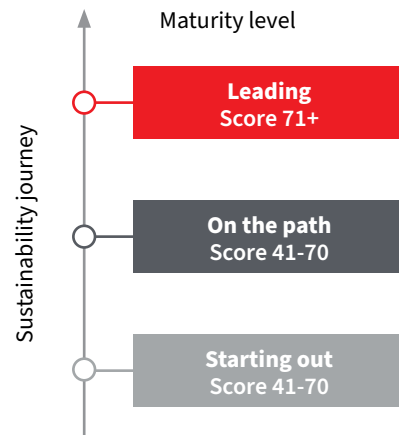 Maturity level
Leading
Score 71+
On the path
Score 41-70
Starting out
Score 41-70
Sustainability journey